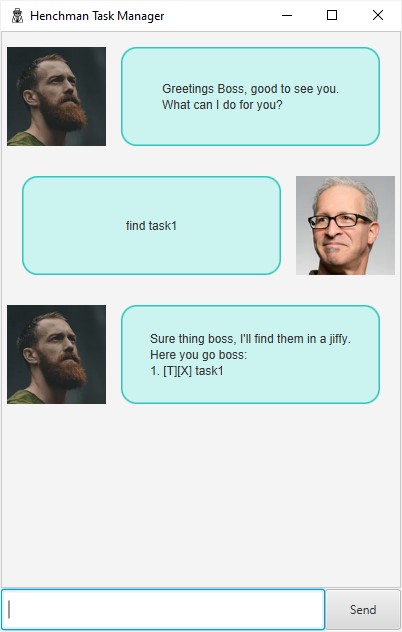 Henchman Task Manager
Greetings Boss, good to see you.
What can I do for you?
find task1
Sure thing boss, I'll find them in a jiffy.
Here you go boss:
1. [T][X] task1
Send